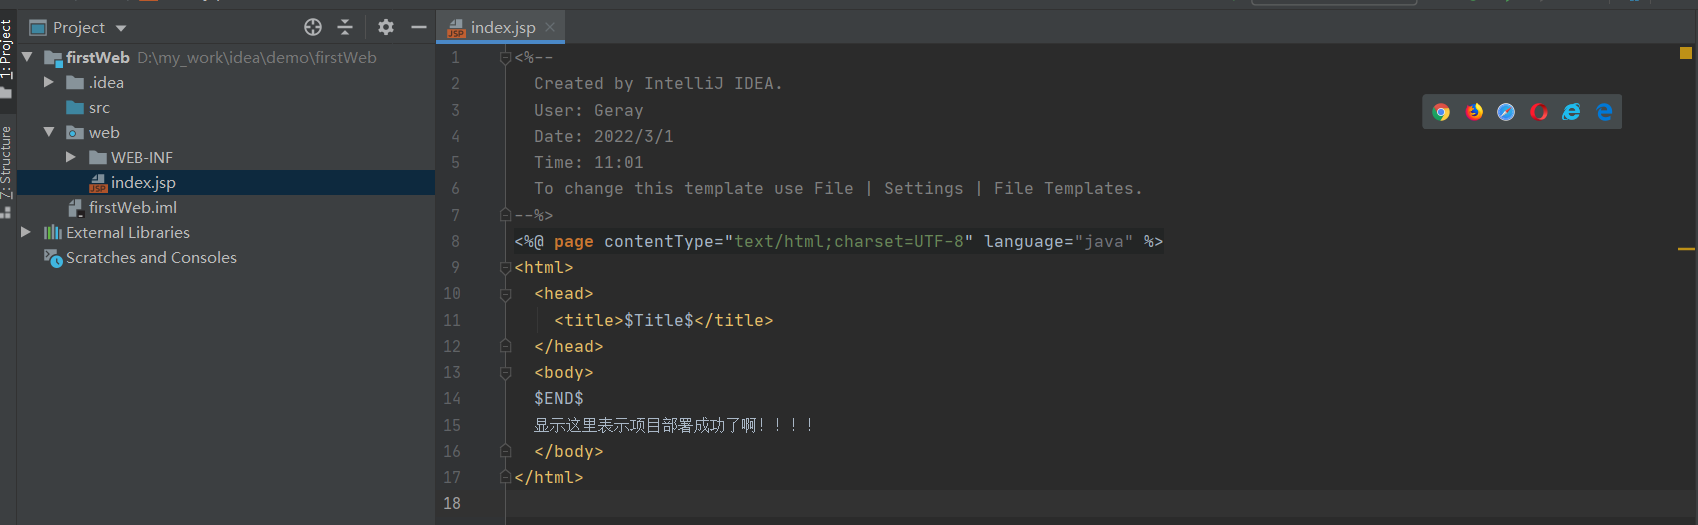 Project
index.jsp
1: Project
Z: Structure
firstWeb D:\my_work\idea\demo\firstWeb
.idea
src
web
WEB-INF
index.jsp
firstWeb.iml
External Libraries
Scratches and Consoles
1 <%--
2 Created by IntelliJ IDEA.
3 User: Geray
4 Date: 2022/3/1
5 Time: 11:01
6 To change this template use File | Settings | File Templates.
7 --%>
8 <%@ page contentType="text/html;charset=UTF-8" language="java" %>
9 <html>
10 <head>
11 <title>$Title$</title>
12 </head>
13 <body>
14 $END$
15 显示这里表示项目部署成功了啊!!!!
16 </body>
17 </html>
18